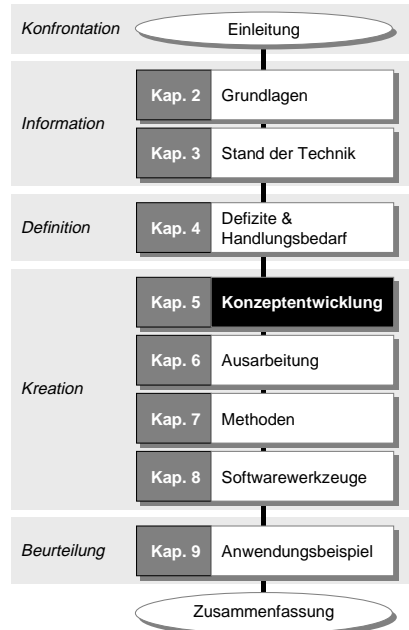 Konfrontation
Einleitung
Information
Kap. 2 Grundlagen
Kap. 3 Stand der Technik
Definition
Kap. 4 Defizite &
Handlungsbedarf
Kreation
Kap. 5 Konzeptentwicklung
Kap. 6 Ausarbeitung
Kap. 7 Methoden
Kap. 8 Softwarewerkzeuge
Beurteilung
Kap. 9 Anwendungsbeispiel
Zusammenfassung